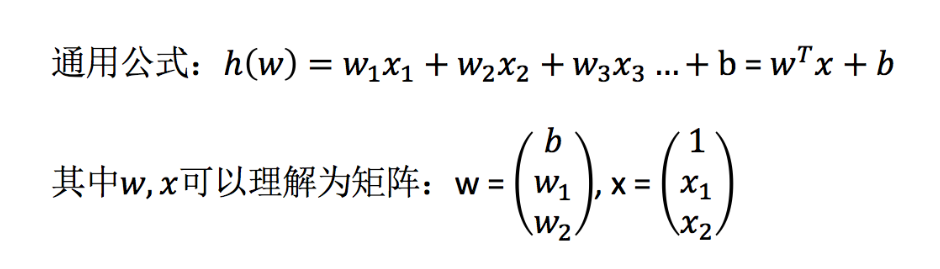 通用公式：h(w) = w₁x₁ + w₂x₂ + w₃x₃ … + b = wᵀx + b
其中w, x可以理解为矩阵：w = (b w₁ w₂), x = (1 x₁ x₂)